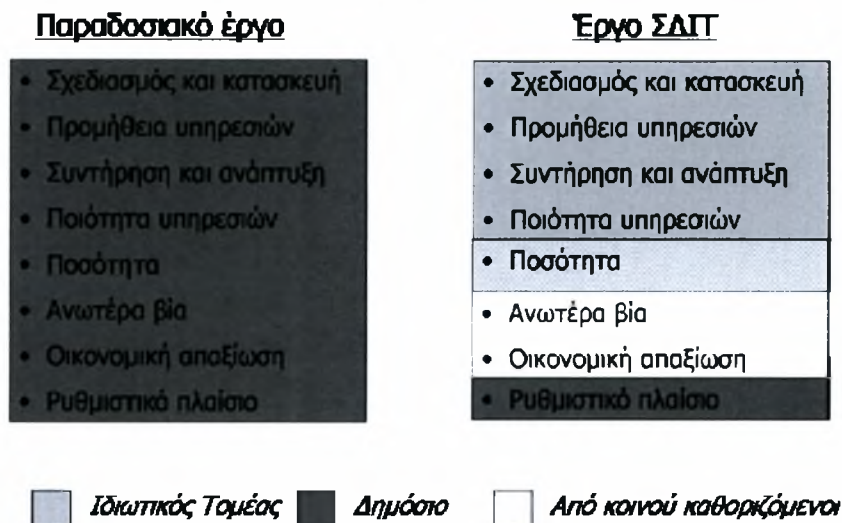 Παραδοσιακό έργο
• Σχεδιασμός και κατασκευή
• Προμήθεια υπηρεσιών
• Συντήρηση και ανάπτυξη
• Ποιότητα υπηρεσιών
• Ποσότητα
• Ανωτέρα βία
• Οικονομική απαξίωση
• Ρυθμιστικό πλαίσιο
Έργο ΣΔΙΤ
• Σχεδιασμός και κατασκευή
• Προμήθεια υπηρεσιών
• Συντήρηση και ανάπτυξη
• Ποιότητα υπηρεσιών
• Ποσότητα
• Ανωτέρα βία
• Οικονομική απαξίωση
• Ρυθμιστικό πλαίσιο
Ιδιωτικός Τομέας Δημόσιο Από κοινού καθοριζόμενοι